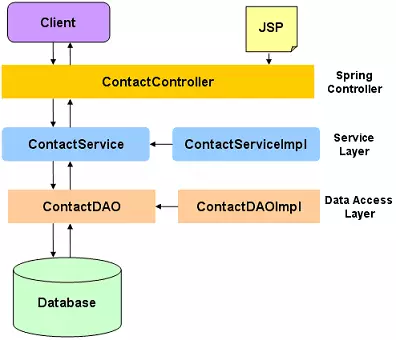 Client
JSP
ContactController
Spring
Controller
ContactService
ContactServiceImpl
Service
Layer
ContactDAO
ContactDAOImpl
Data Access
Layer
Database